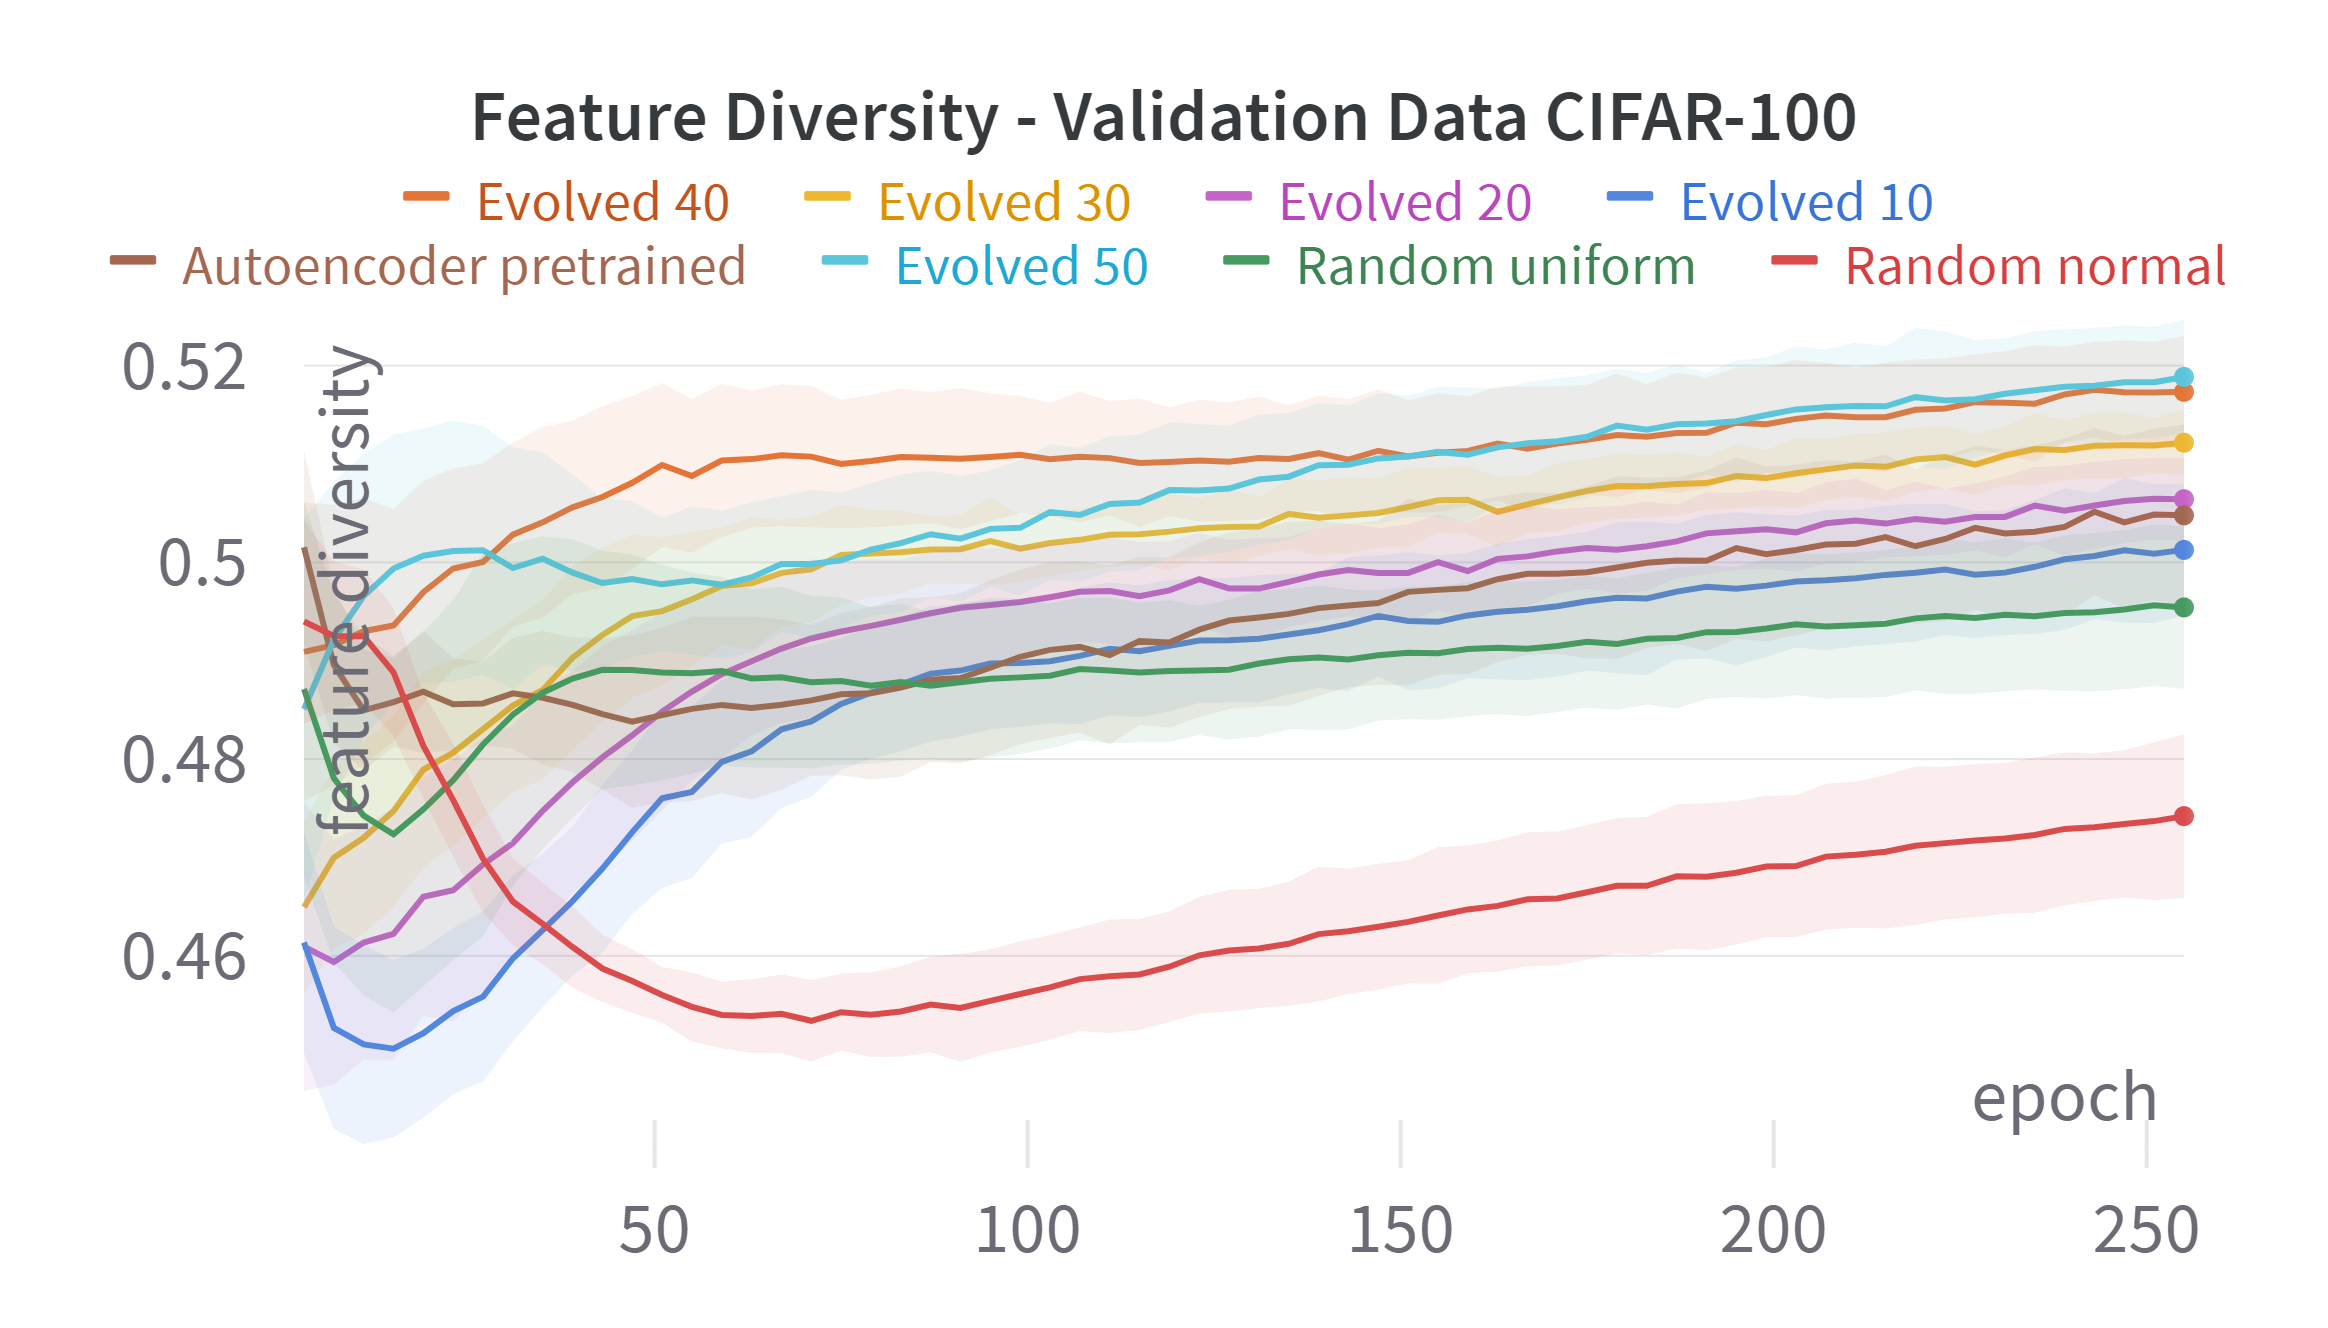 Feature Diversity - Validation Data CIFAR-100
Evolved 40 Evolved 30 Evolved 20 Evolved 10
Autoencoder pretrained Evolved 50 Random uniform Random normal
feature diversity
0.52
0.5
0.48
0.46
epoch
50 100 150 200 250